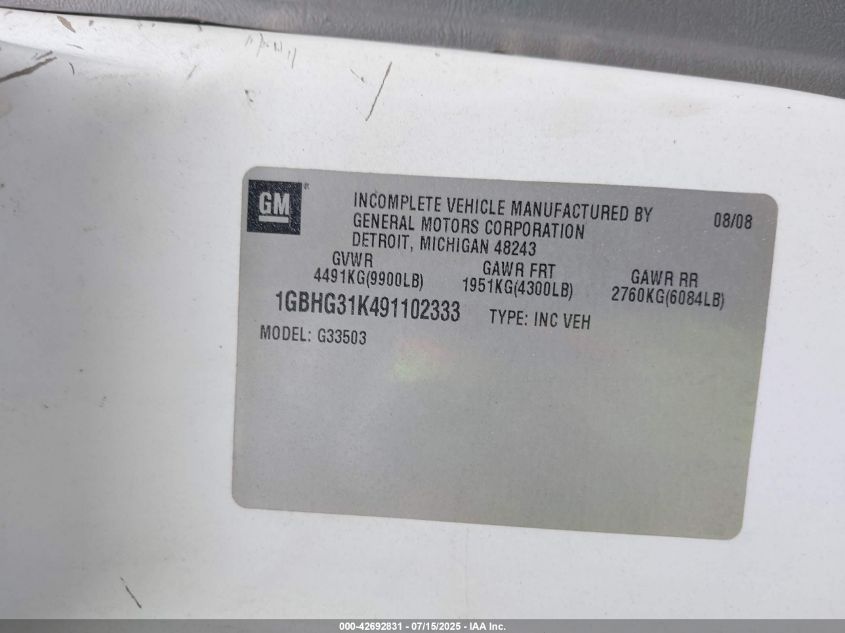 GM ®
INCOMPLETE VEHICLE MANUFACTURED BY 08/08
GENERAL MOTORS CORPORATION
DETROIT, MICHIGAN 48243
GVWR GAWR FRT GAWR RR
4491KG(9900LB) 1951KG(4300LB) 2760KG(6084LB)
1GBHG31K491102333 TYPE: INC VEH
MODEL: G33503
000-42692831 - 07/15/2025 - IAA Inc.